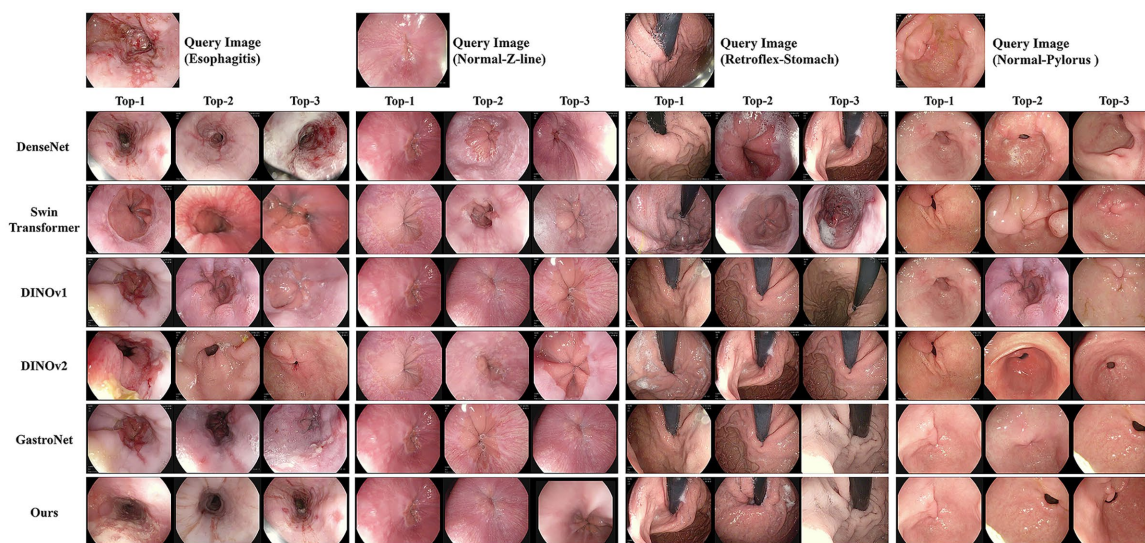 Query Image
(Esophagitis)
Query Image
(Normal-Z-line)
Query Image
(Retroflex-Stomach)
Query Image
(Normal-Pylorus )
Top-1 Top-2 Top-3 Top-1 Top-2 Top-3 Top-1 Top-2 Top-3 Top-1 Top-2 Top-3
DenseNet
Swin
Transformer
DINOv1
DINOv2
GastroNet
Ours